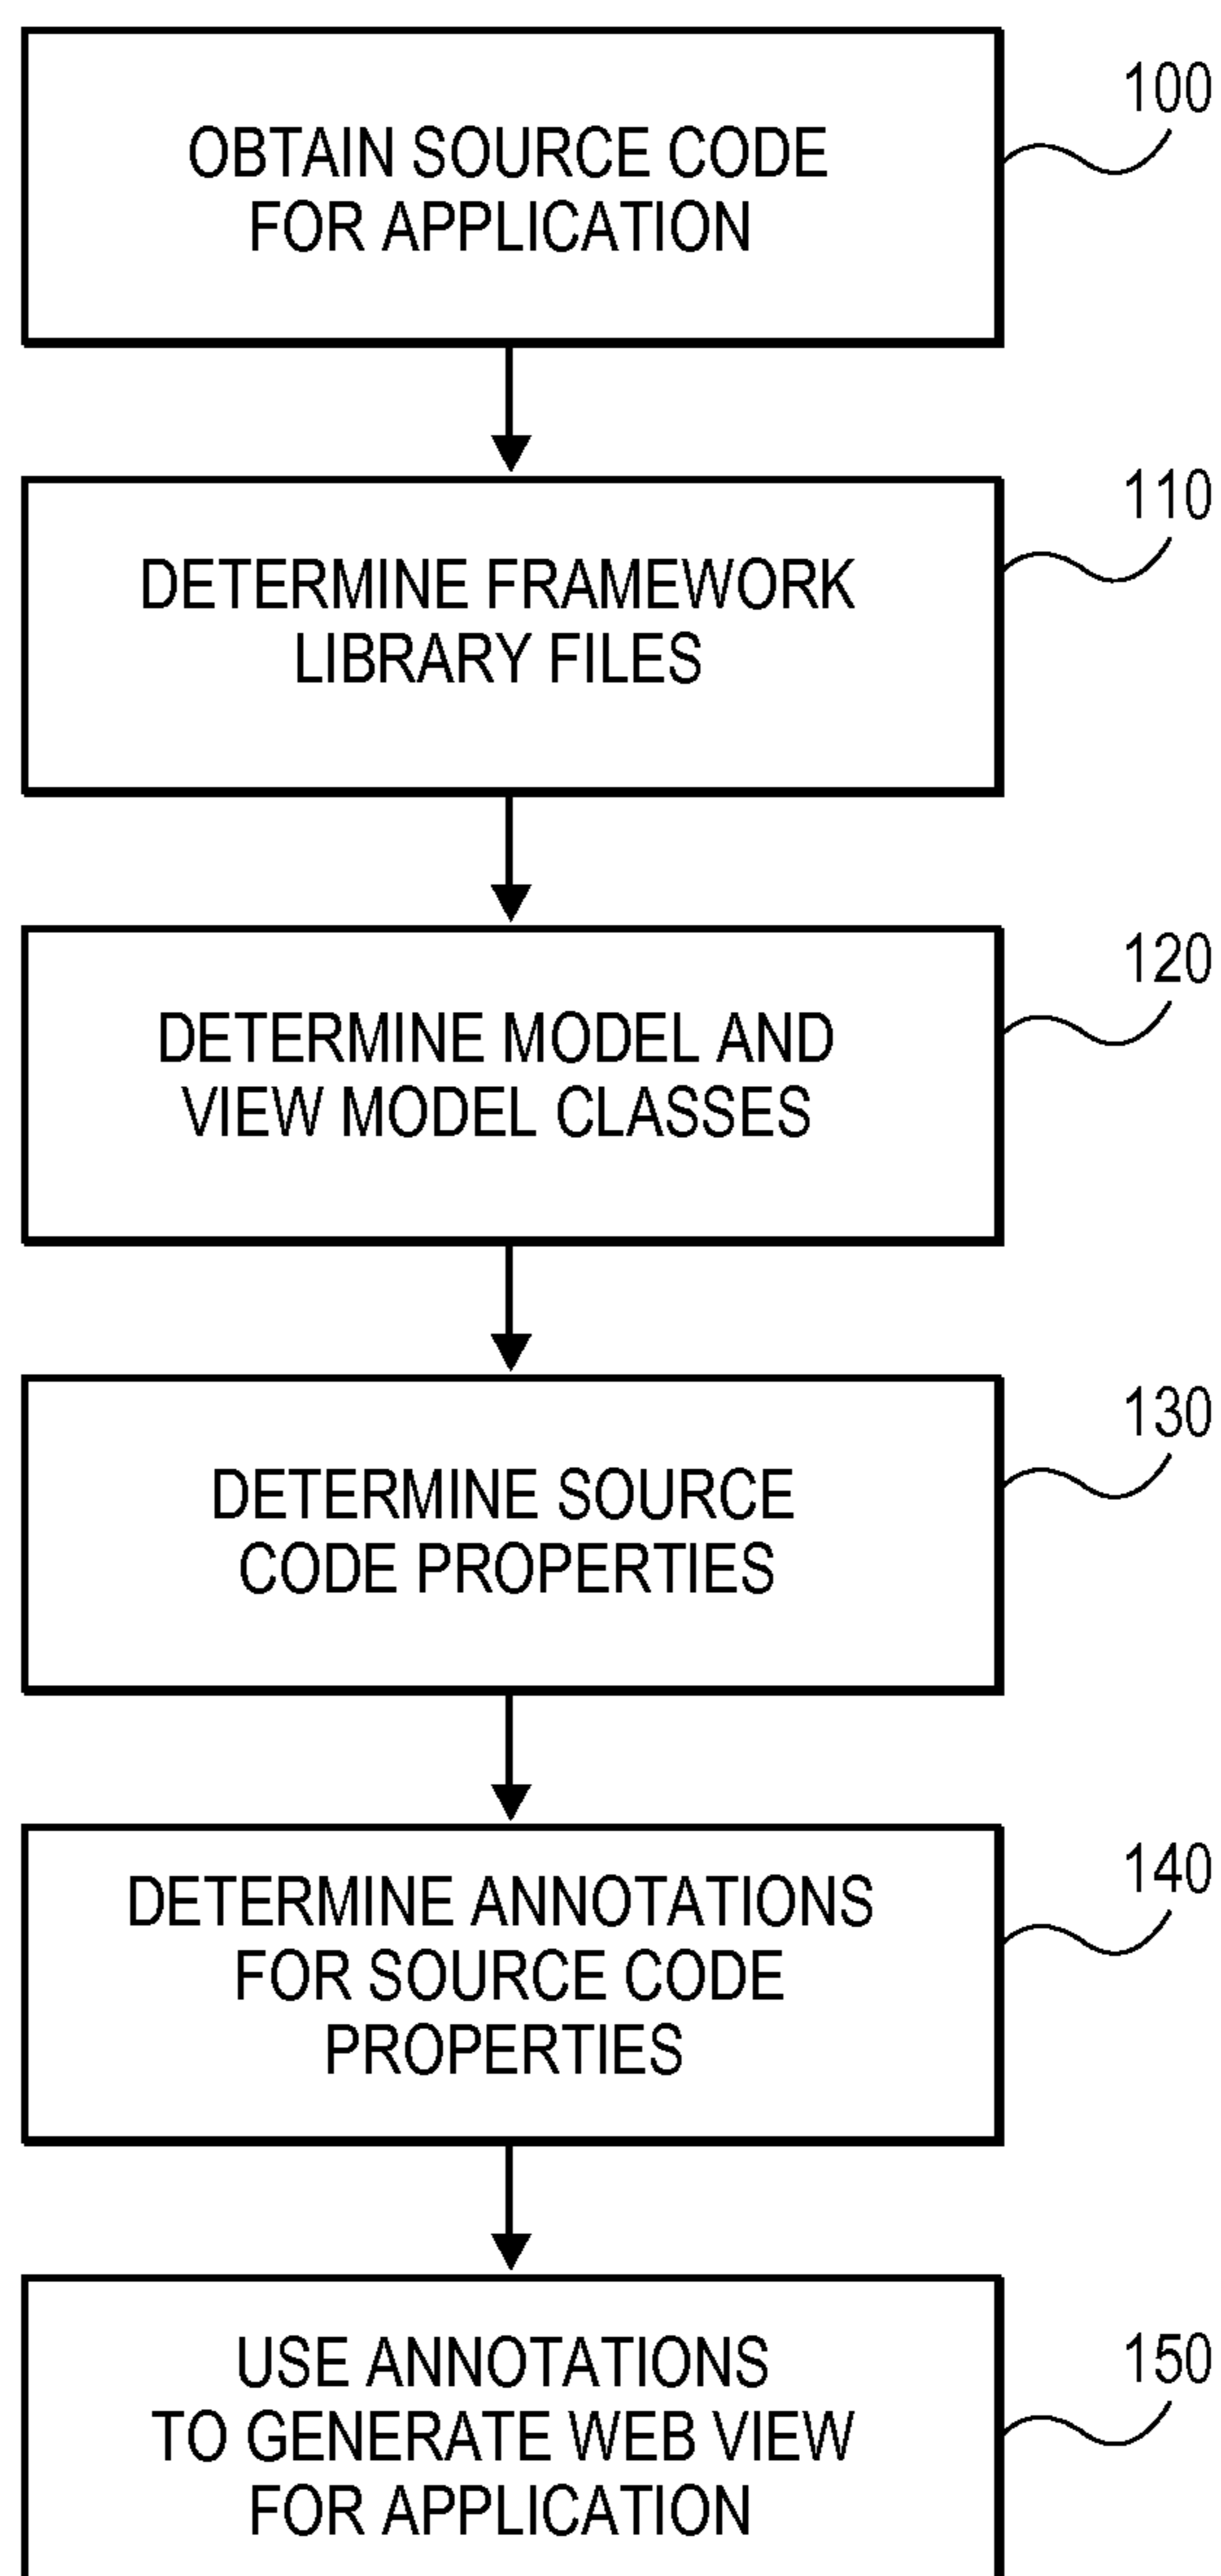 100
OBTAIN SOURCE CODE
FOR APPLICATION
110
DETERMINE FRAMEWORK
LIBRARY FILES
120
DETERMINE MODEL AND
VIEW MODEL CLASSES
130
DETERMINE SOURCE
CODE PROPERTIES
140
DETERMINE ANNOTATIONS
FOR SOURCE CODE
PROPERTIES
150
USE ANNOTATIONS
TO GENERATE WEB VIEW
FOR APPLICATION